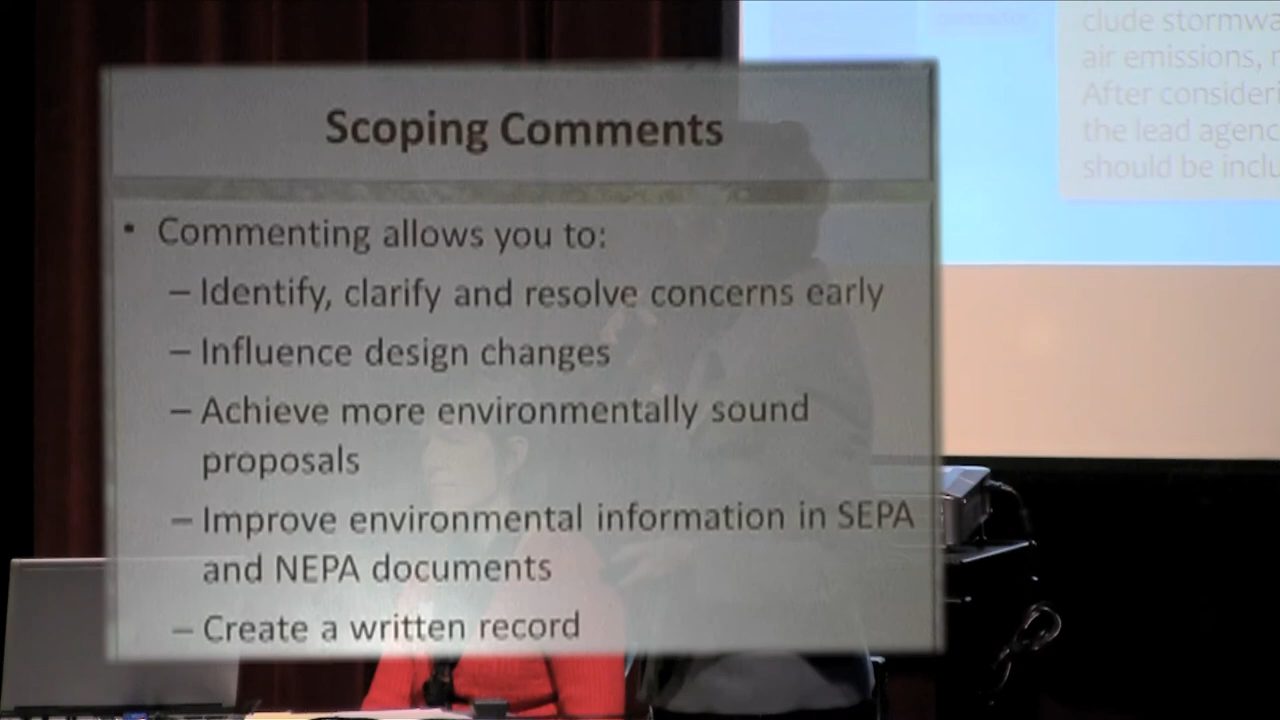 Scoping Comments
• Commenting allows you to:
– Identify, clarify and resolve concerns early
– Influence design changes
– Achieve more environmentally sound
proposals
– Improve environmental information in SEPA
and NEPA documents
– Create a written record
clude stormwa
air emissions, r
After consideri
the lead agenc
should be inclu